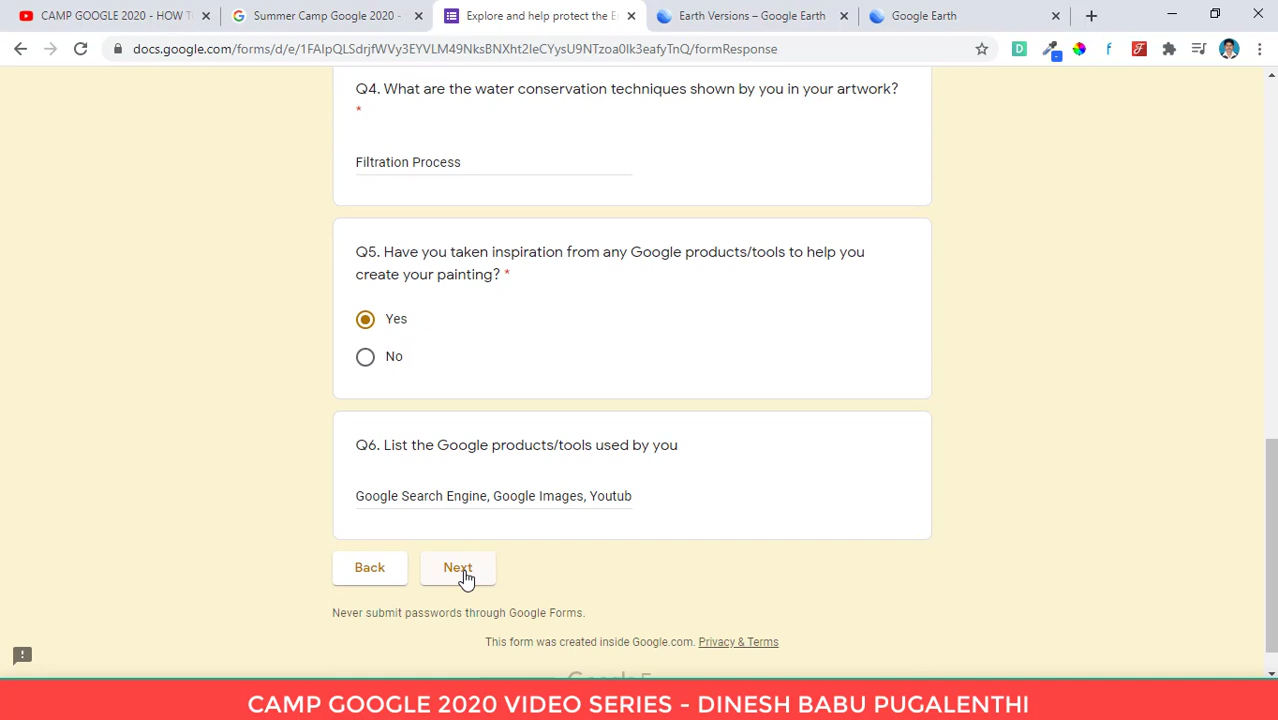 CAMP GOOGLE 2020 - HOW T
Summer Camp Google 2020 -
Explore and help protect the E
Earth Versions – Google Earth
Google Earth
docs.google.com/forms/d/e/1FAIpQLSdrjfWVy3EYVLM49NksBNXht2IeCYysU9NTzoa0Ik3eafyTnQ/formResponse
Q4. What are the water conservation techniques shown by you in your artwork?
*
Filtration Process
Q5. Have you taken inspiration from any Google products/tools to help you
create your painting? *
Yes
No
Q6. List the Google products/tools used by you
Google Search Engine, Google Images, Youtub
Back
Next
Never submit passwords through Google Forms.
This form was created inside Google.com. Privacy & Terms
CAMP GOOGLE 2020 VIDEO SERIES - DINESH BABU PUGALENTHI